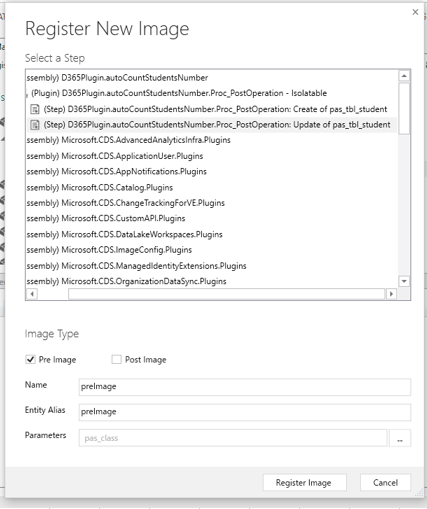 Register New Image
Select a Step
ssembly) D365Plugin.autoCountStudentsNumber
(Plugin) D365Plugin.autoCountStudentsNumber.Proc_PostOperation - Isolatable
(Step) D365Plugin.autoCountStudentsNumber.Proc_PostOperation: Create of pas_tbl_student
(Step) D365Plugin.autoCountStudentsNumber.Proc_PostOperation: Update of pas_tbl_student
ssembly) Microsoft.CDS.AdvancedAnalyticsInfra.Plugins
ssembly) Microsoft.CDS.ApplicationUser.Plugins
ssembly) Microsoft.CDS.AppNotifications.Plugins
ssembly) Microsoft.CDS.Catalog.Plugins
ssembly) Microsoft.CDS.ChangeTrackingForVE.Plugins
ssembly) Microsoft.CDS.CustomAPI.Plugins
ssembly) Microsoft.CDS.DataLakeWorkspaces.Plugins
ssembly) Microsoft.CDS.ImageConfig.Plugins
ssembly) Microsoft.CDS.ManagedIdentityExtensions.Plugins
ssembly) Microsoft.CDS.OrganizationDataSync.Plugins
Image Type
Pre Image Post Image
Name preImage
Entity Alias preImage
Parameters pas_class ...
Register Image Cancel